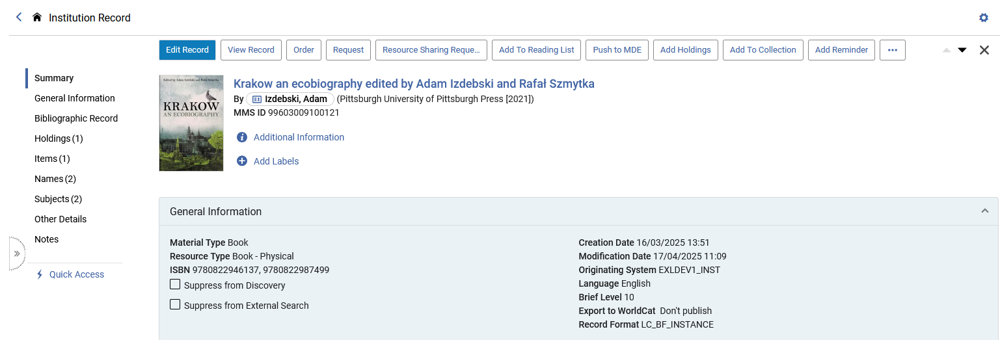 Institution Record
Edit Record View Record Order Request Resource Sharing Reque... Add To Reading List Push to MDE Add Holdings Add To Collection Add Reminder ...
Summary
General Information
Bibliographic Record
Holdings (1)
Items (1)
Names (2)
Subjects (2)
Other Details
Notes
Quick Access
Edited by Adam Izdebski and Rafał Szmytka
KRAKOW
AN ECOBIOGRAPHY
Krakow an ecobiography edited by Adam Izdebski and Rafał Szmytka
By Izdebski, Adam (Pittsburgh University of Pittsburgh Press [2021])
MMS ID 99603009100121
Additional Information
Add Labels
General Information
Material Type Book
Resource Type Book - Physical
ISBN 9780822946137, 9780822987499
Suppress from Discovery
Suppress from External Search
Creation Date 16/03/2025 13:51
Modification Date 17/04/2025 11:09
Originating System EXLDEV1_INST
Language English
Brief Level 10
Export to WorldCat Don't publish
Record Format LC_BF_INSTANCE